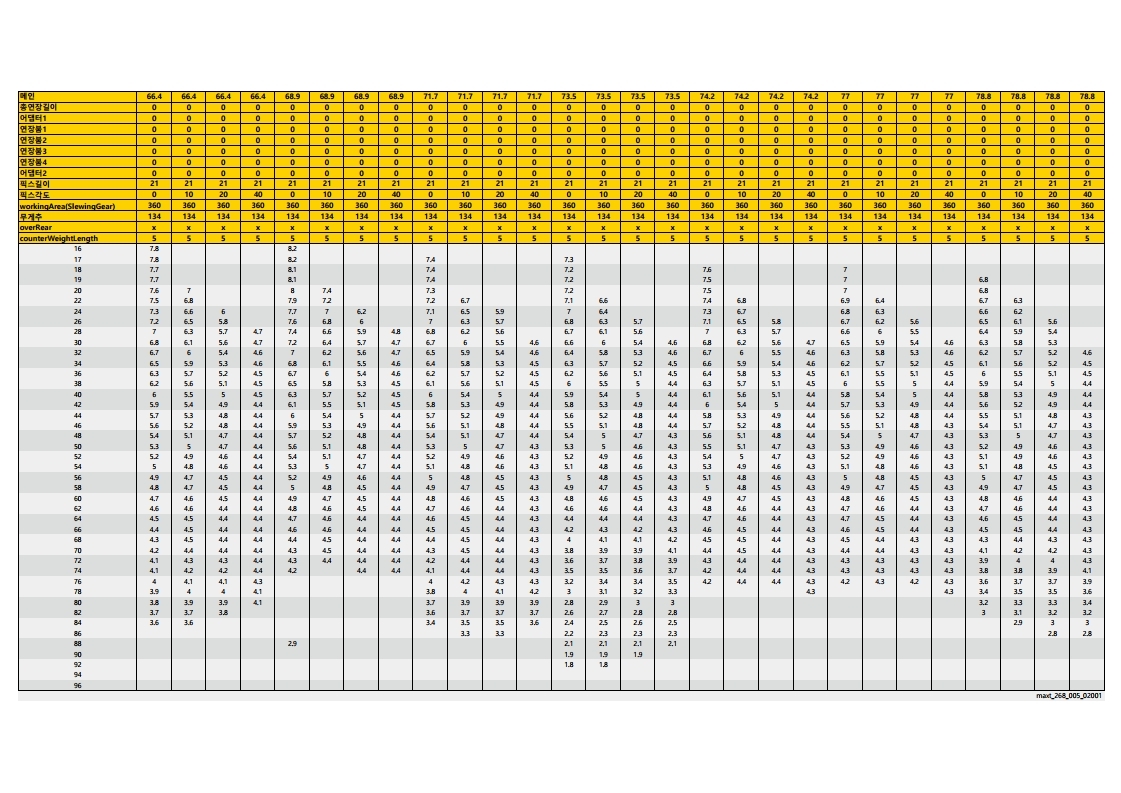 메인 66.4 66.4 66.4 66.4 68.9 68.9 68.9 68.9 71.7 71.7 71.7 71.7 73.5 73.5 73.5 73.5 74.2 74.2 74.2 74.2 77 77 77 77 78.8 78.8 78.8 78.8
총연장길이 0 0 0 0 0 0 0 0 0 0 0 0 0 0 0 0 0 0 0 0 0 0 0 0 0 0 0 0
어댑터1 0 0 0 0 0 0 0 0 0 0 0 0 0 0 0 0 0 0 0 0 0 0 0 0 0 0 0 0
연장붐1 0 0 0 0 0 0 0 0 0 0 0 0 0 0 0 0 0 0 0 0 0 0 0 0 0 0 0 0
연장붐2 0 0 0 0 0 0 0 0 0 0 0 0 0 0 0 0 0 0 0 0 0 0 0 0 0 0 0 0
연장붐3 0 0 0 0 0 0 0 0 0 0 0 0 0 0 0 0 0 0 0 0 0 0 0 0 0 0 0 0
연장붐4 0 0 0 0 0 0 0 0 0 0 0 0 0 0 0 0 0 0 0 0 0 0 0 0 0 0 0 0
어댑터2 0 0 0 0 0 0 0 0 0 0 0 0 0 0 0 0 0 0 0 0 0 0 0 0 0 0 0 0
픽스길이 21 21 21 21 21 21 21 21 21 21 21 21 21 21 21 21 21 21 21 21 21 21 21 21 21 21 21 21
픽스각도 0 10 20 40 0 10 20 40 0 10 20 40 0 10 20 40 0 10 20 40 0 10 20 40 0 10 20 40
workingArea(SlewingGear) 360 360 360 360 360 360 360 360 360 360 360 360 360 360 360 360 360 360 360 360 360 360 360 360 360 360 360 360
무게추 134 134 134 134 134 134 134 134 134 134 134 134 134 134 134 134 134 134 134 134 134 134 134 134 134 134 134 134
overRear x x x x x x x x x x x x x x x x x x x x x x x x x x x x
counterWeightLength 5 5 5 5 5 5 5 5 5 5 5 5 5 5 5 5 5 5 5 5 5 5 5 5 5 5 5 5
16 7.8 8.2
17 7.8 8.2 7.4 7.3
18 7.7 8.1 7.4 7.2 7.6 7
19 7.7 8.1 7.4 7.2 7.5 7 6.8
20 7.6 7 8 7.4 7.3 7.2 7.5 7 6.8
22 7.5 6.8 7.9 7.2 7.2 6.7 7.1 6.6 7.4 6.8 6.9 6.4 6.7 6.3
24 7.3 6.6 6 7.7 7 6.2 7.1 6.5 5.9 7 6.4 7.3 6.7 6.8 6.3 6.6 6.2
26 7.2 6.5 5.8 7.6 6.8 6 7 6.3 5.7 6.8 6.3 5.7 7.1 6.5 5.8 6.7 6.2 5.6 6.5 6.1 5.6
28 7 6.3 5.7 4.7 7.4 6.6 5.9 4.8 6.8 6.2 5.6 6.7 6.1 5.6 7 6.3 5.7 6.6 6 5.5 6.4 5.9 5.4
30 6.8 6.1 5.6 4.7 7.2 6.4 5.7 4.7 6.7 6 5.5 4.6 6.6 6 5.4 4.6 6.8 6.2 5.6 4.7 6.5 5.9 5.4 4.6 6.3 5.8 5.3
32 6.7 6 5.4 4.6 7 6.2 5.6 4.7 6.5 5.9 5.4 4.6 6.4 5.8 5.3 4.6 6.7 6 5.5 4.6 6.3 5.8 5.3 4.6 6.2 5.7 5.2 4.6
34 6.5 5.9 5.3 4.6 6.8 6.1 5.5 4.6 6.4 5.8 5.3 4.5 6.3 5.7 5.2 4.5 6.6 5.9 5.4 4.6 6.2 5.7 5.2 4.5 6.1 5.6 5.2 4.5
36 6.3 5.7 5.2 4.5 6.7 6 5.4 4.6 6.2 5.7 5.2 4.5 6.2 5.6 5.1 4.5 6.4 5.8 5.3 4.5 6.1 5.5 5.1 4.5 6 5.5 5.1 4.5
38 6.2 5.6 5.1 4.5 6.5 5.8 5.3 4.5 6.1 5.6 5.1 4.5 6 5.5 5 4.4 6.3 5.7 5.1 4.5 6 5.5 5 4.4 5.9 5.4 5 4.4
40 6 5.5 5 4.5 6.3 5.7 5.2 4.5 6 5.4 5 4.4 5.9 5.4 5 4.4 6.1 5.6 5.1 4.4 5.8 5.4 5 4.4 5.8 5.3 4.9 4.4
42 5.9 5.4 4.9 4.4 6.1 5.5 5.1 4.5 5.8 5.3 4.9 4.4 5.8 5.3 4.9 4.4 6 5.4 5 4.4 5.7 5.3 4.9 4.4 5.6 5.2 4.9 4.4
44 5.7 5.3 4.8 4.4 6 5.4 5 4.4 5.7 5.2 4.9 4.4 5.6 5.2 4.8 4.4 5.8 5.3 4.9 4.4 5.6 5.2 4.8 4.4 5.5 5.1 4.8 4.3
46 5.6 5.2 4.8 4.4 5.9 5.3 4.9 4.4 5.6 5.1 4.8 4.4 5.5 5.1 4.8 4.4 5.7 5.2 4.8 4.4 5.5 5.1 4.8 4.3 5.4 5 4.7 4.3
48 5.4 5.1 4.7 4.4 5.7 5.2 4.8 4.4 5.4 5.1 4.7 4.3 5.4 5 4.7 4.3 5.6 5.1 4.8 4.3 5.4 5 4.7 4.3 5.3 5 4.7 4.3
50 5.3 5 4.7 4.4 5.6 5.1 4.8 4.4 5.3 5 4.7 4.3 5.3 5 4.6 4.3 5.5 5.1 4.7 4.3 5.3 4.9 4.6 4.3 5.2 4.9 4.6 4.3
52 5.2 4.9 4.6 4.4 5.4 5.1 4.7 4.4 5.2 4.9 4.6 4.3 5.2 4.9 4.6 4.3 5.4 5 4.7 4.3 5.2 4.9 4.6 4.3 5.1 4.9 4.6 4.3
54 5 4.8 4.6 4.4 5.3 5 4.7 4.4 5.1 4.8 4.6 4.3 5.1 4.8 4.6 4.3 5.3 4.9 4.6 4.3 5.1 4.8 4.6 4.3 5.1 4.8 4.5 4.3
56 4.9 4.7 4.5 4.4 5.2 4.9 4.6 4.4 5 4.8 4.5 4.3 5 4.8 4.5 4.3 5.1 4.8 4.6 4.3 5 4.8 4.5 4.3 5 4.7 4.5 4.3
58 4.8 4.7 4.5 4.4 5 4.8 4.5 4.4 4.9 4.7 4.5 4.3 4.9 4.7 4.5 4.3 5 4.8 4.5 4.3 4.9 4.7 4.5 4.3 4.9 4.7 4.5 4.3
60 4.7 4.6 4.5 4.4 4.9 4.7 4.5 4.4 4.8 4.6 4.5 4.3 4.8 4.6 4.5 4.3 4.9 4.7 4.5 4.3 4.8 4.6 4.5 4.3 4.8 4.6 4.4 4.3
62 4.6 4.6 4.4 4.4 4.8 4.6 4.5 4.4 4.7 4.6 4.4 4.3 4.6 4.5 4.4 4.3 4.8 4.6 4.5 4.3 4.7 4.6 4.4 4.3 4.6 4.5 4.4 4.3
64 4.5 4.5 4.4 4.4 4.7 4.6 4.4 4.4 4.6 4.5 4.4 4.3 4.4 4.4 4.4 4.3 4.7 4.6 4.4 4.3 4.6 4.5 4.4 4.3 4.5 4.5 4.4 4.3
66 4.4 4.5 4.4 4.4 4.6 4.5 4.4 4.4 4.5 4.5 4.4 4.3 4.2 4.3 4.2 4.3 4.6 4.5 4.4 4.3 4.6 4.5 4.4 4.3 4.4 4.5 4.4 4.3
68 4.3 4.5 4.4 4.4 4.5 4.4 4.4 4.4 4.4 4.5 4.4 4.3 4 4.1 4.1 4.2 4.5 4.5 4.4 4.3 4.5 4.4 4.4 4.3 4.3 4.4 4.4 4.3
70 4.2 4.4 4.4 4.4 4.3 4.5 4.4 4.4 4.3 4.5 4.4 4.3 3.8 3.9 3.9 4.1 4.4 4.5 4.4 4.3 4.4 4.4 4.4 4.3 4.1 4.2 4.2 4.3
72 4.1 4.3 4.3 4.4 4.3 4.4 4.4 4.4 4.2 4.4 4.4 4.3 3.6 3.7 3.8 3.9 4.3 4.4 4.4 4.3 4.3 4.4 4.3 4.3 3.9 4 4 4.3
74 4.1 4.2 4.2 4.4 4.2 4.4 4.4 4.1 4.4 4.4 4.3 3.5 3.5 3.6 3.7 4.2 4.4 4.4 4.3 4.3 4.3 4.3 4.3 3.8 3.8 3.9 4.1
76 4 4.1 4.1 4.3 4 4.2 4.3 4.3 3.2 3.4 3.4 3.5 4.2 4.4 4.4 4.3 4.2 4.3 4.2 4.3 3.6 3.7 3.7 3.9
78 3.9 4 4 4.1 3.8 4 4.1 4.2 3 3.1 3.2 3.3 4.3 4.3 3.4 3.5 3.5 3.6
80 3.8 3.9 3.9 4.1 3.7 3.9 3.9 3.9 2.8 2.9 3 3 3.2 3.3 3.3 3.4
82 3.7 3.7 3.8 3.6 3.7 3.8 3.8 2.6 2.7 2.8 2.8 3 3.1 3.2 3.2
84 3.6 3.6 3.4 3.5 3.5 3.6 2.4 2.5 2.6 2.5 2.9 3 3
86 3.3 3.3 2.2 2.3 2.3 2.3 2.8 2.8
88 2.9 2.1 2.1 2.1 2.1
90 1.9 1.9 1.9
92 1.8 1.8
94
96
maxt_268_005_02001